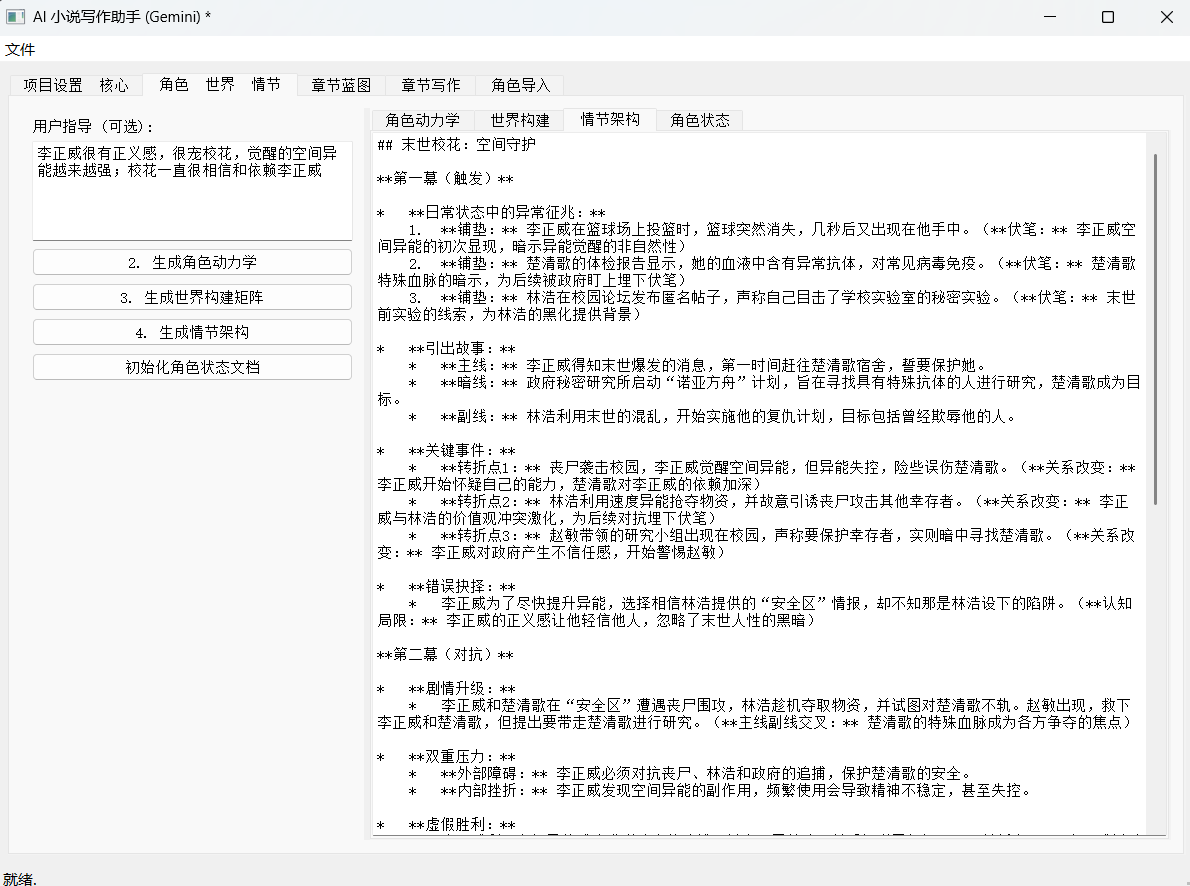 AI 小说写作助手 (Gemini) *
文件
项目设置 核心 角色 世界 情节 章节蓝图 章节写作 角色导入
用户指导（可选）：
李正威很有正义感，很宠校花，觉醒的空间异
能越来越强；校花一直很相信和依赖李正威
2. 生成角色动力学
3. 生成世界构建矩阵
4. 生成情节架构
初始化角色状态文档
角色动力学 世界构建 情节架构 角色状态
## 末世校花：空间守护
**第一幕（触发）**
* **日常状态中的异常征兆：**
1. **铺垫：** 李正威在篮球场上投篮时，篮球突然消失，几秒后又出现在他手中。（**伏笔：** 李正威空
间异能的初次显现，暗示异能觉醒的非自然性）
2. **铺垫：** 楚清歌的体检报告显示，她的血液中含有异常抗体，对常见病毒免疫。（**伏笔：** 楚清歌
特殊血脉的暗示，为后续被政府盯上埋下伏笔）
3. **铺垫：** 林浩在校园论坛发布匿名帖子，声称自己目击了学校实验室的秘密实验。（**伏笔：** 末世
前实验的线索，为林浩的黑化提供背景）
* **引出故事：**
* **主线：** 李正威得知末世爆发的消息，第一时间赶往楚清歌宿舍，誓要保护她。
* **暗线：** 政府秘密研究所启动“诺亚方舟”计划，旨在寻找具有特殊抗体的人进行研究，楚清歌成为目
标。
* **副线：** 林浩利用末世的混乱，开始实施他的复仇计划，目标包括曾经欺辱他的人。
* **关键事件：**
* **转折点1：** 丧尸袭击校园，李正威觉醒空间异能，但异能失控，险些误伤楚清歌。（**关系改变：**
李正威开始怀疑自己的能力，楚清歌对李正威的依赖加深）
* **转折点2：** 林浩利用速度异能抢夺物资，并故意引诱丧尸攻击其他幸存者。（**关系改变：** 李正
威与林浩的价值观冲突激化，为后续对抗埋下伏笔）
* **转折点3：** 赵敏带领的研究小组出现在校园，声称要保护幸存者，实则暗中寻找楚清歌。（**关系改
变：** 李正威对政府产生不信任感，开始警惕赵敏）
* **错误抉择：**
* 李正威为了尽快提升异能，选择相信林浩提供的“安全区”情报，却不知那是林浩设下的陷阱。（**认知
局限：** 李正威的正义感让他轻信他人，忽略了末世人性的黑暗）
**第二幕（对抗）**
* **剧情升级：**
* 李正威和楚清歌在“安全区”遭遇丧尸围攻，林浩趁机夺取物资，并试图对楚清歌不轨。赵敏出现，救下
李正威和楚清歌，但提出要带走楚清歌进行研究。（**主线副线交叉：** 楚清歌的特殊血脉成为各方争夺的焦点）
* **双重压力：**
* **外部障碍：** 李正威必须对抗丧尸、林浩和政府的追捕，保护楚清歌的安全。
* **内部挫折：** 李正威发现空间异能的副作用，频繁使用会导致精神不稳定，甚至失控。
* **虚假胜利：**
就绪.